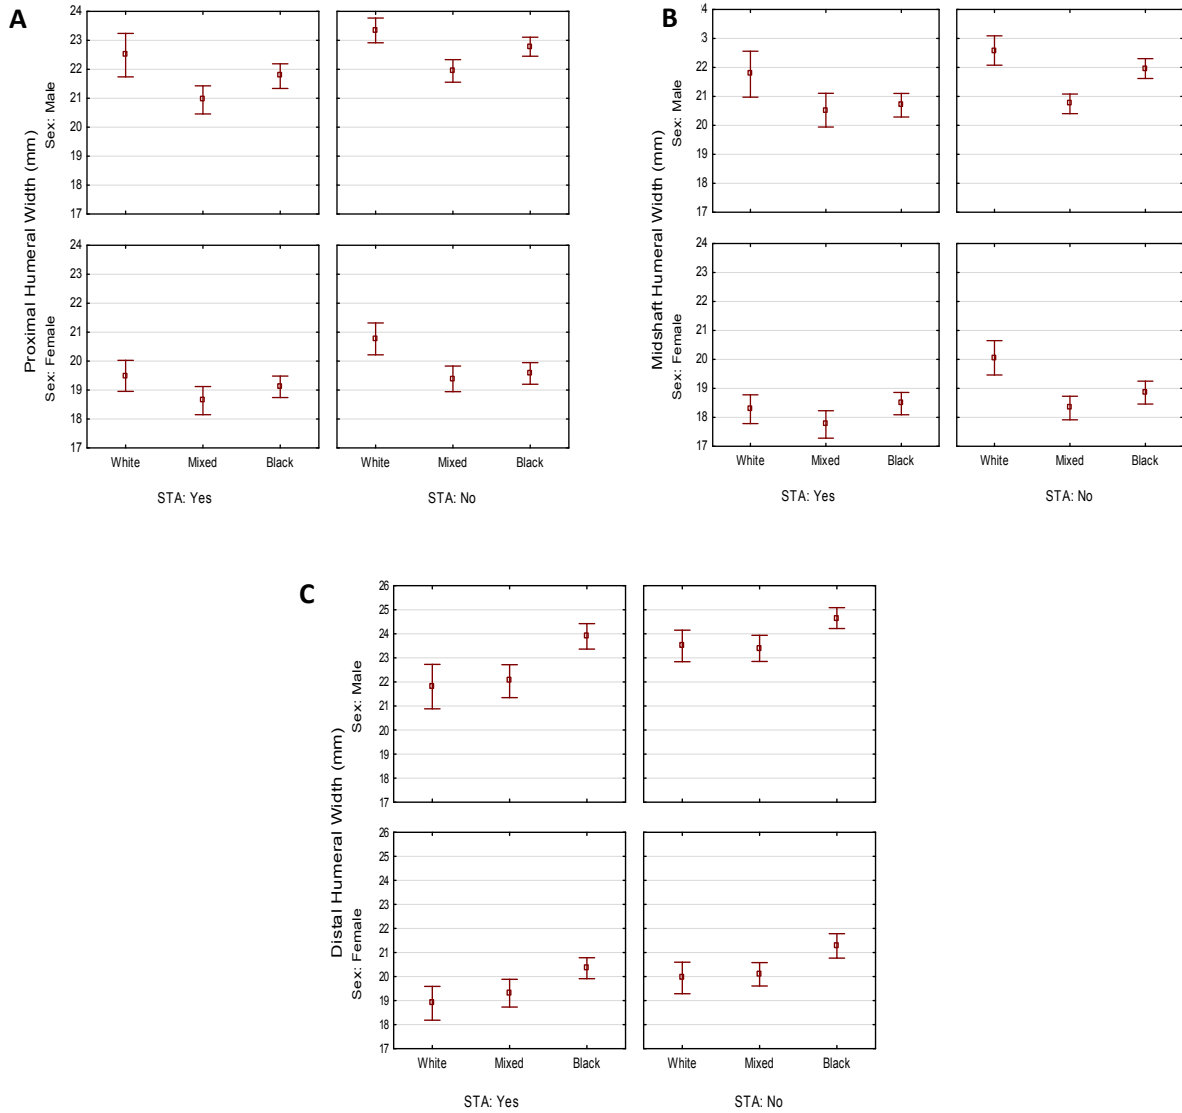 A
Proximal Humeral Width (mm)
Sex: Male
24
23
22
21
20
19
18
17
Sex: Female
24
23
22
21
20
19
18
17
White Mixed Black White Mixed Black
STA: Yes STA: No
B
Midshaft Humeral Width (mm)
Sex: Male
4
3
22
21
20
19
18
17
Sex: Female
24
23
22
21
20
19
18
17
White Mixed Black White Mixed Black
STA: Yes STA: No
C
Distal Humeral Width (mm)
Sex: Male
26
25
24
23
22
21
20
19
18
17
Sex: Female
26
25
24
23
22
21
20
19
18
17
White Mixed Black White Mixed Black
STA: Yes STA: No